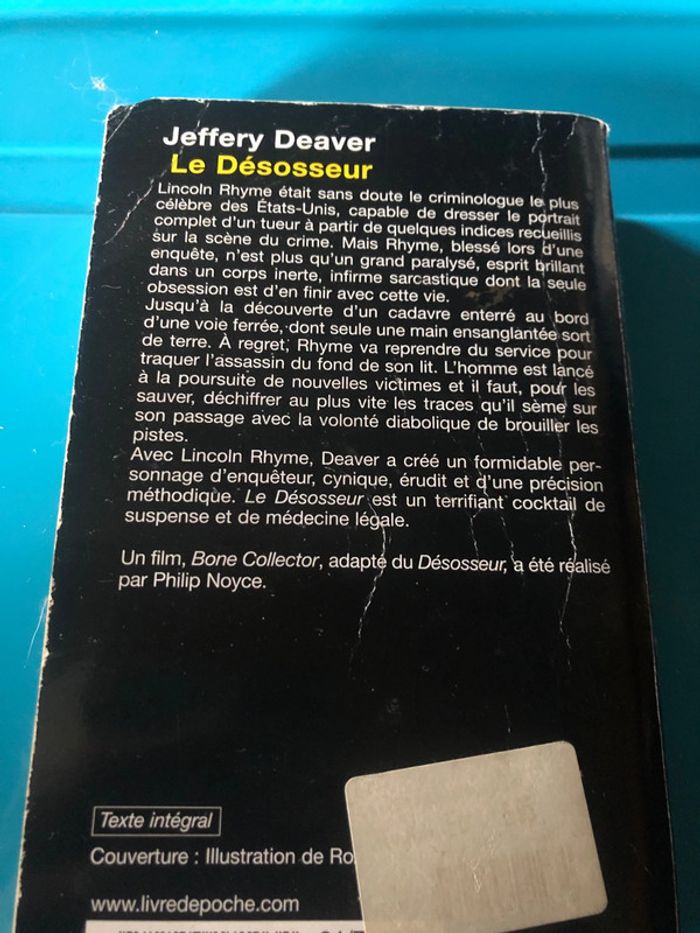 Jeffery Deaver
Le Désosseur
Lincoln Rhyme était sans doute le criminologue le plus
célèbre des États-Unis, capable de dresser le portrait
complet d'un tueur à partir de quelques indices recueillis
sur la scène du crime. Mais Rhyme, blessé lors d'une
enquête, n'est plus qu'un grand paralysé, esprit brillant
dans un corps inerte, infirme sarcastique dont la seule
obsession est d'en finir avec cette vie.
Jusqu'à la découverte d'un cadavre enterré au bord
d'une voie ferrée, dont seule une main ensanglantée sort
de terre. À regret, Rhyme va reprendre du service pour
traquer l'assassin du fond de son lit. L'homme est lancé
à la poursuite de nouvelles victimes et il faut, pour les
sauver, déchiffrer au plus vite les traces qu'il sème sur
son passage avec la volonté diabolique de brouiller les
pistes.
Avec Lincoln Rhyme, Deaver a créé un formidable per-
sonnage d'enquêteur, cynique, érudit et d'une précision
méthodique. Le Désosseur est un terrifiant cocktail de
suspense et de médecine légale.
Un film, Bone Collector, adapté du Désosseur, a été réalisé
par Philip Noyce.
Texte intégral
Couverture : Illustration de
www.livredepoche.com